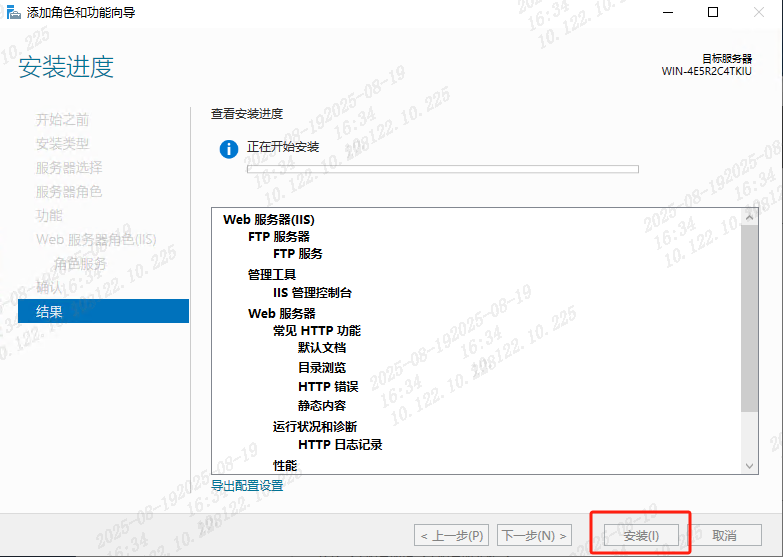 添加角色和功能向导
安装进度
目标服务器
WIN-4E5R2C4TKIU
开始之前
安装类型
服务器选择
服务器角色
功能
Web 服务器角色(IIS)
角色服务
确认
结果
查看安装进度
正在开始安装
Web 服务器(IIS)
FTP 服务器
FTP 服务
管理工具
IIS 管理控制台
Web 服务器
常见 HTTP 功能
默认文档
目录浏览
HTTP 错误
静态内容
运行状况和诊断
HTTP 日志记录
性能
导出配置设置
< 上一步(P)
下一步(N) >
安装(I)
取消
2025-08-19
16:34
10.122.10.225